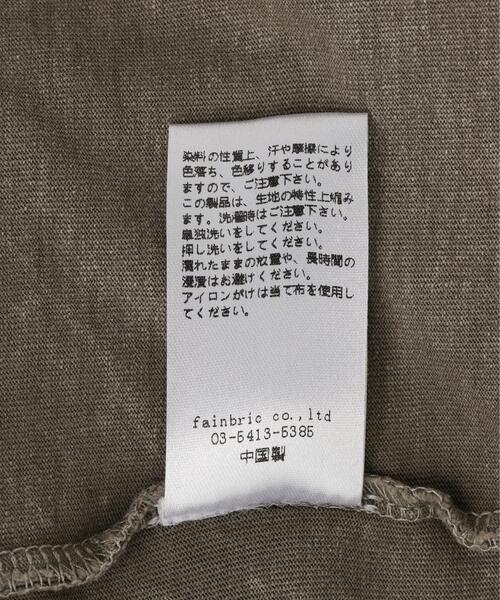 染料の性質上、汗や摩擦により
色落ち、色移りすることがあり
ますので、ご注意下さい。
この製品は、生地の特性上縮み
ます。洗濯時はご注意ください。
単独洗いをしてください。
押し洗いをしてください。
濡れたままの放置や、長時間の
浸漬はお避けください。
アイロンがけは当て布を使用し
てください。
fainbric co.,ltd
03-5413-5385
中国製